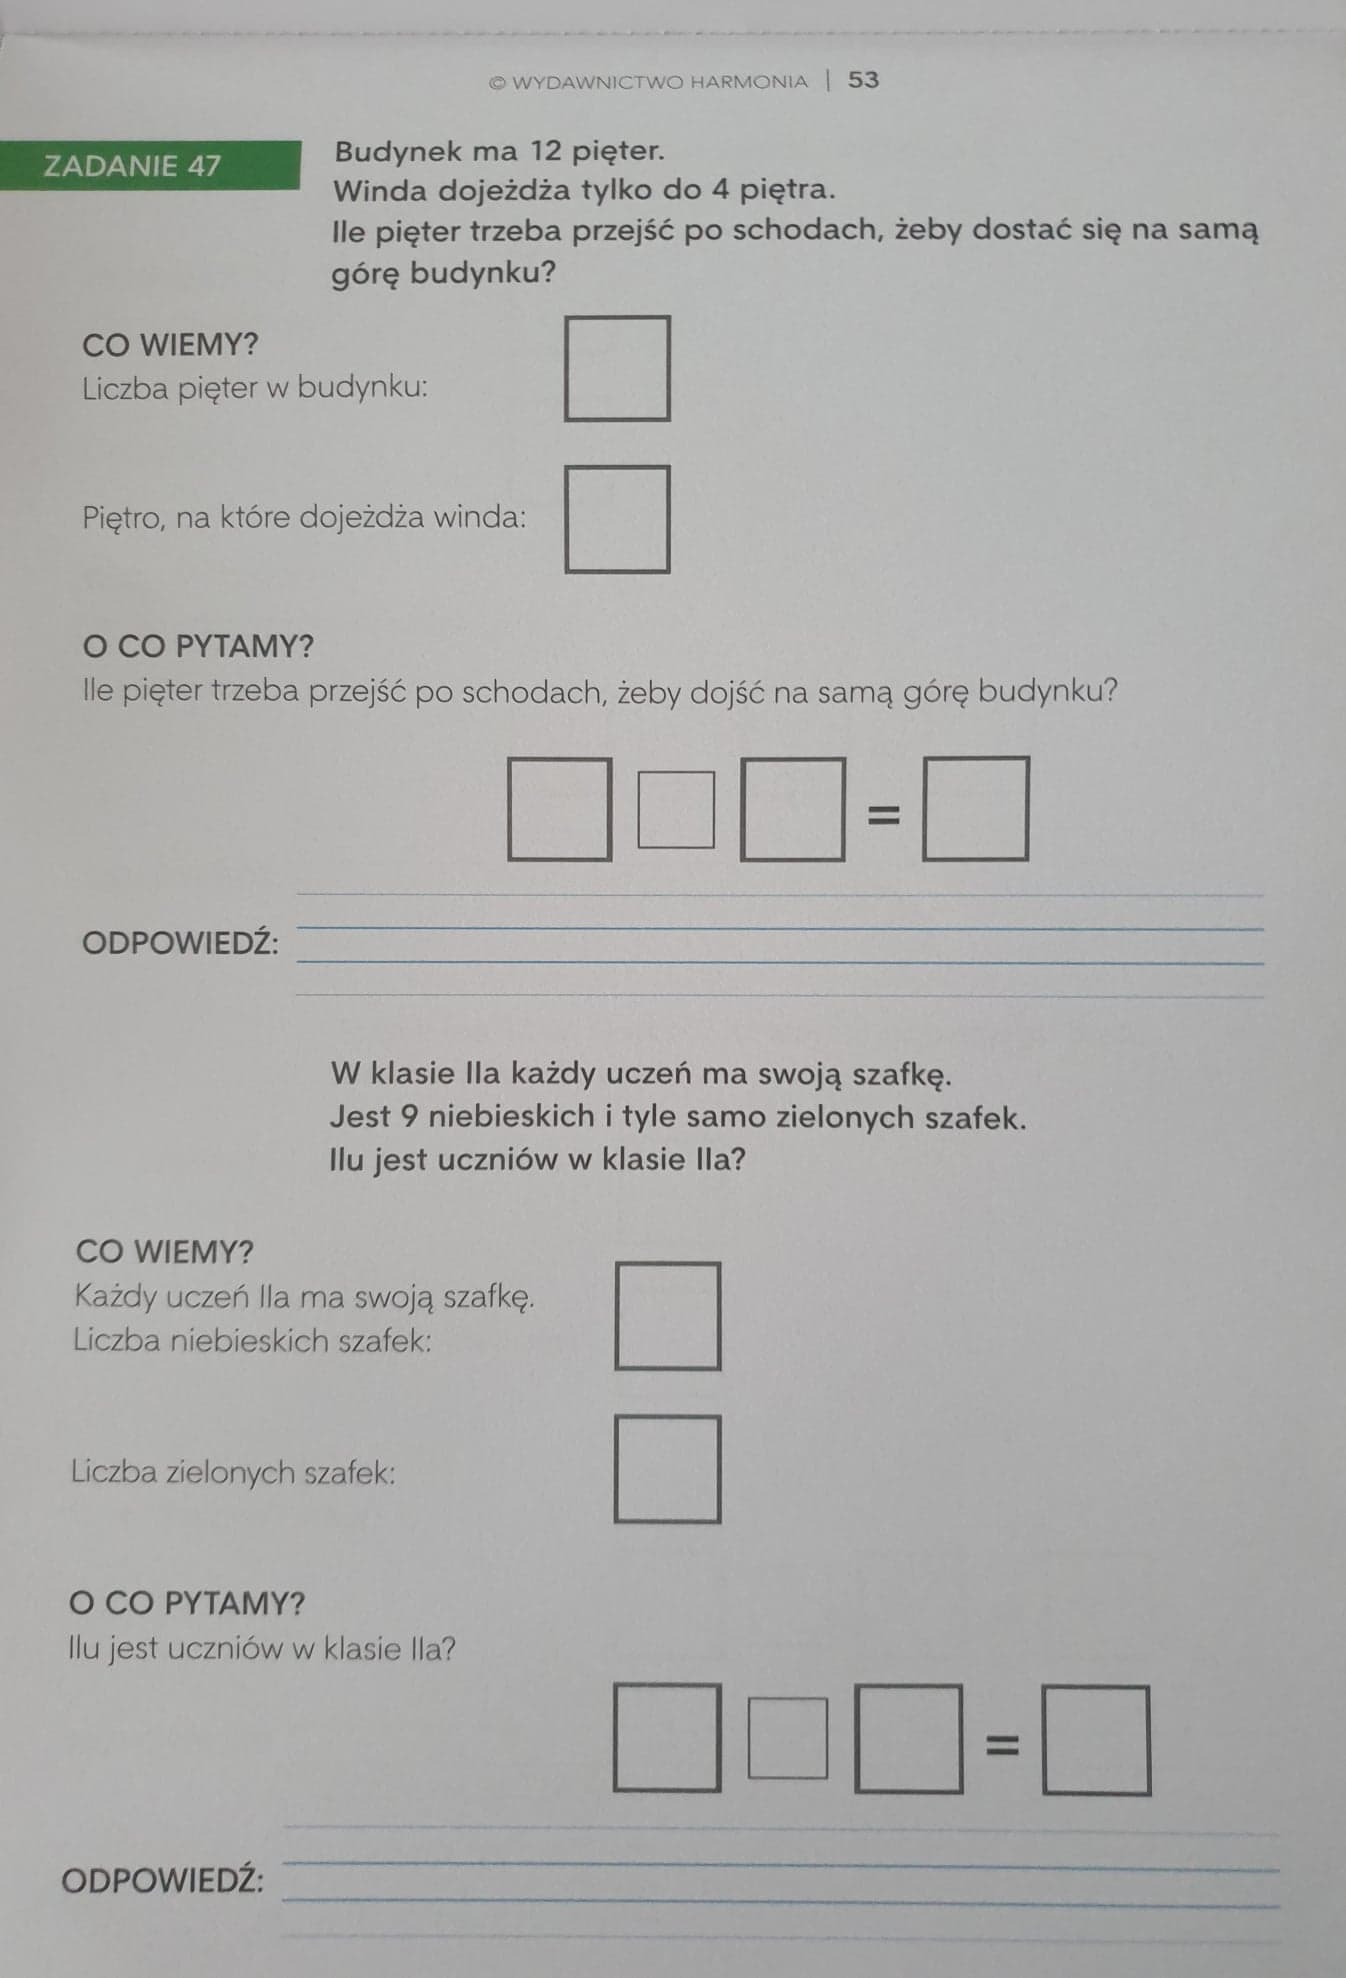 © WYDAWNICTWO HARMONIA | 53
ZADANIE 47
Budynek ma 12 pięter.
Winda dojeżdża tylko do 4 piętra.
Ile pięter trzeba przejść po schodach, żeby dostać się na samą
górę budynku?
CO WIEMY?
Liczba pięter w budynku:
Piętro, na które dojeżdża winda:
O CO PYTAMY?
Ile pięter trzeba przejść po schodach, żeby dojść na samą górę budynku?
=
ODPOWIEDŹ:
W klasie IIa każdy uczeń ma swoją szafkę.
Jest 9 niebieskich i tyle samo zielonych szafek.
Ilu jest uczniów w klasie IIa?
CO WIEMY?
Każdy uczeń IIa ma swoją szafkę.
Liczba niebieskich szafek:
Liczba zielonych szafek:
O CO PYTAMY?
Ilu jest uczniów w klasie IIa?
=
ODPOWIEDŹ: